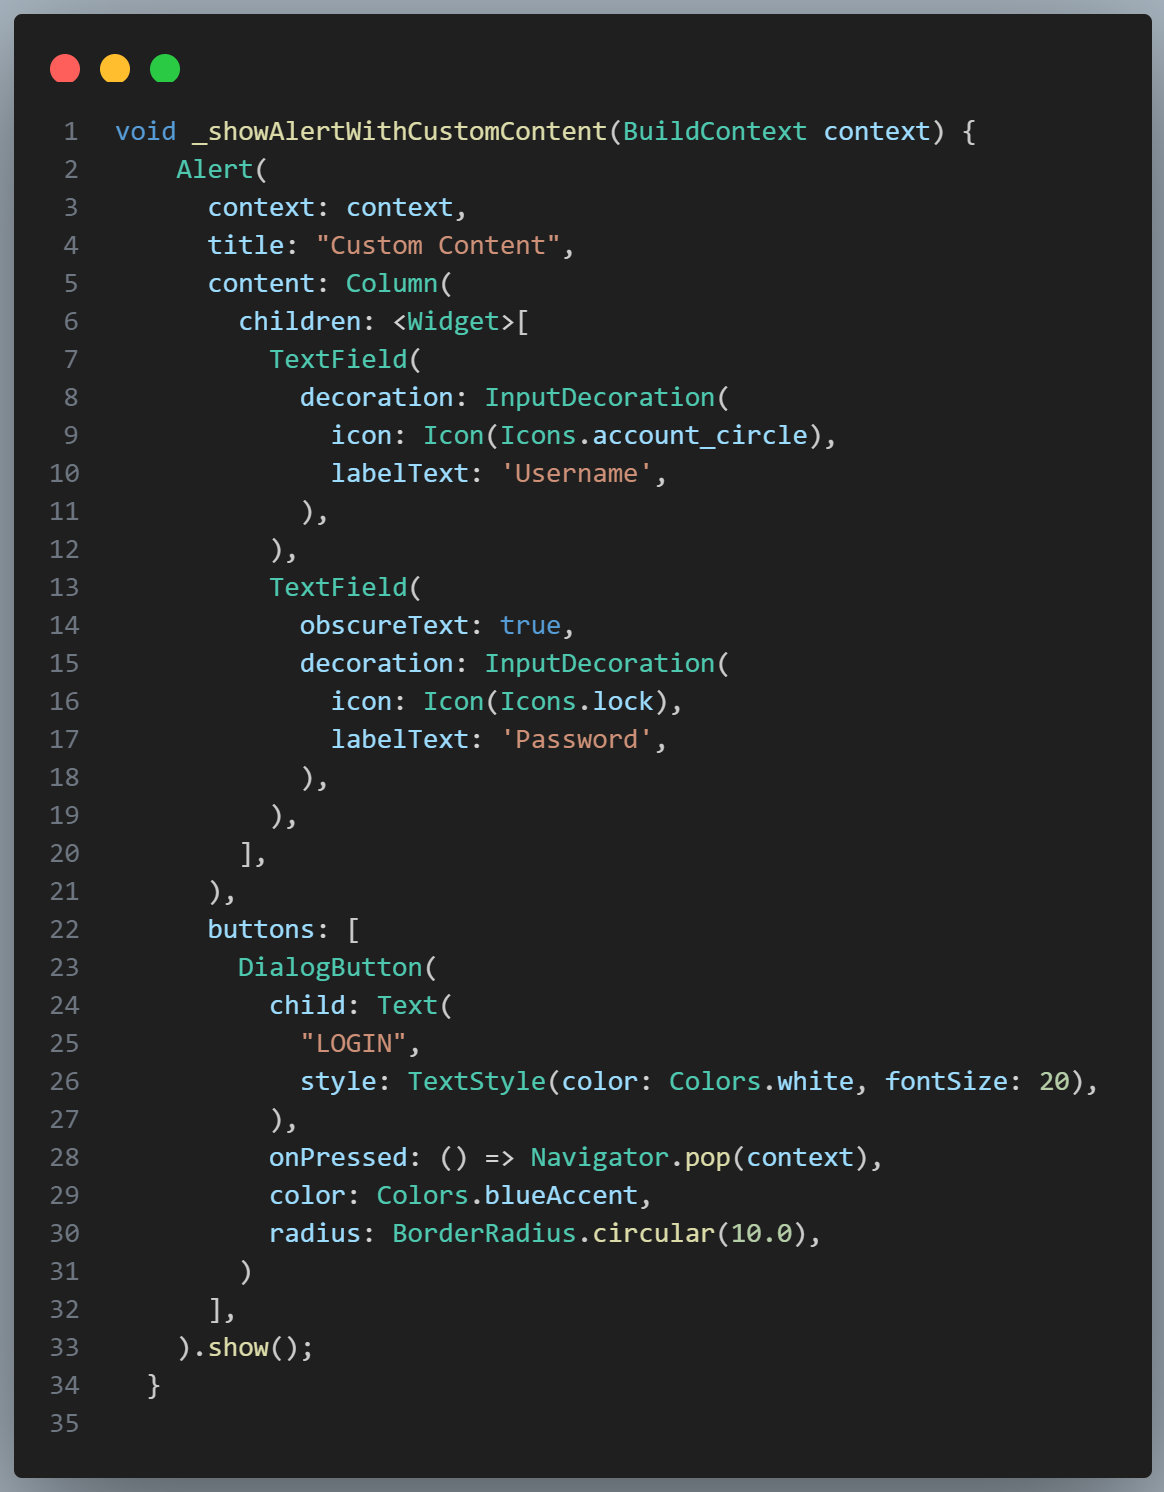 1 void _showAlertWithCustomContent(BuildContext context) {
2     Alert(
3       context: context,
4       title: "Custom Content",
5       content: Column(
6         children: <Widget>[
7           TextField(
8             decoration: InputDecoration(
9               icon: Icon(Icons.account_circle),
10               labelText: 'Username',
11             ),
12           ),
13           TextField(
14             obscureText: true,
15             decoration: InputDecoration(
16               icon: Icon(Icons.lock),
17               labelText: 'Password',
18             ),
19           ),
20         ],
21       ),
22       buttons: [
23         DialogButton(
24           child: Text(
25             "LOGIN",
26             style: TextStyle(color: Colors.white, fontSize: 20),
27           ),
28           onPressed: () => Navigator.pop(context),
29           color: Colors.blueAccent,
30           radius: BorderRadius.circular(10.0),
31         )
32       ],
33     ).show();
34   }
35